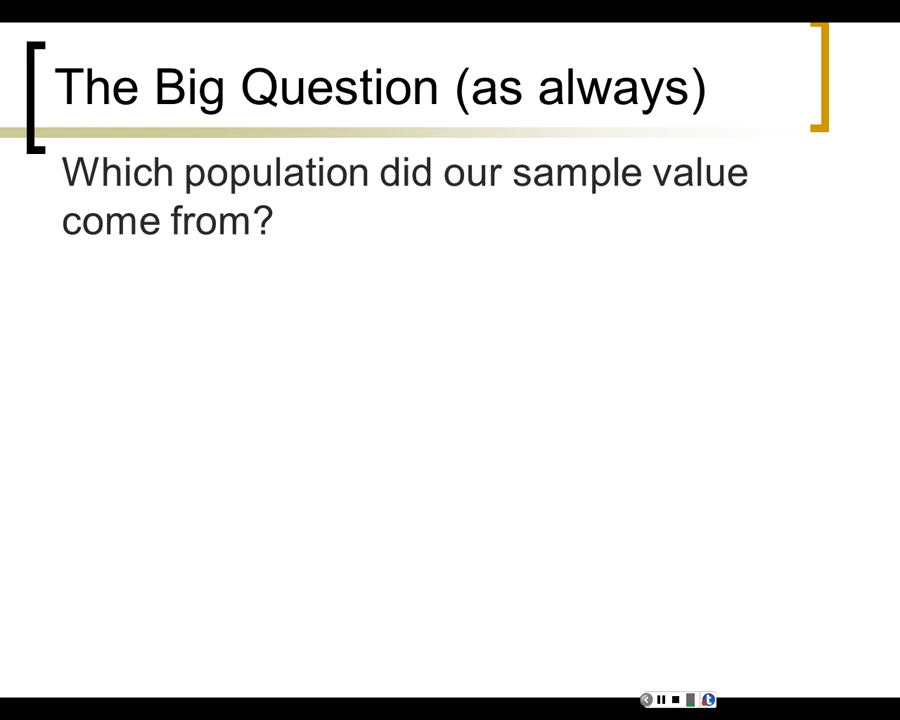 The Big Question (as always)
Which population did our sample value
come from?